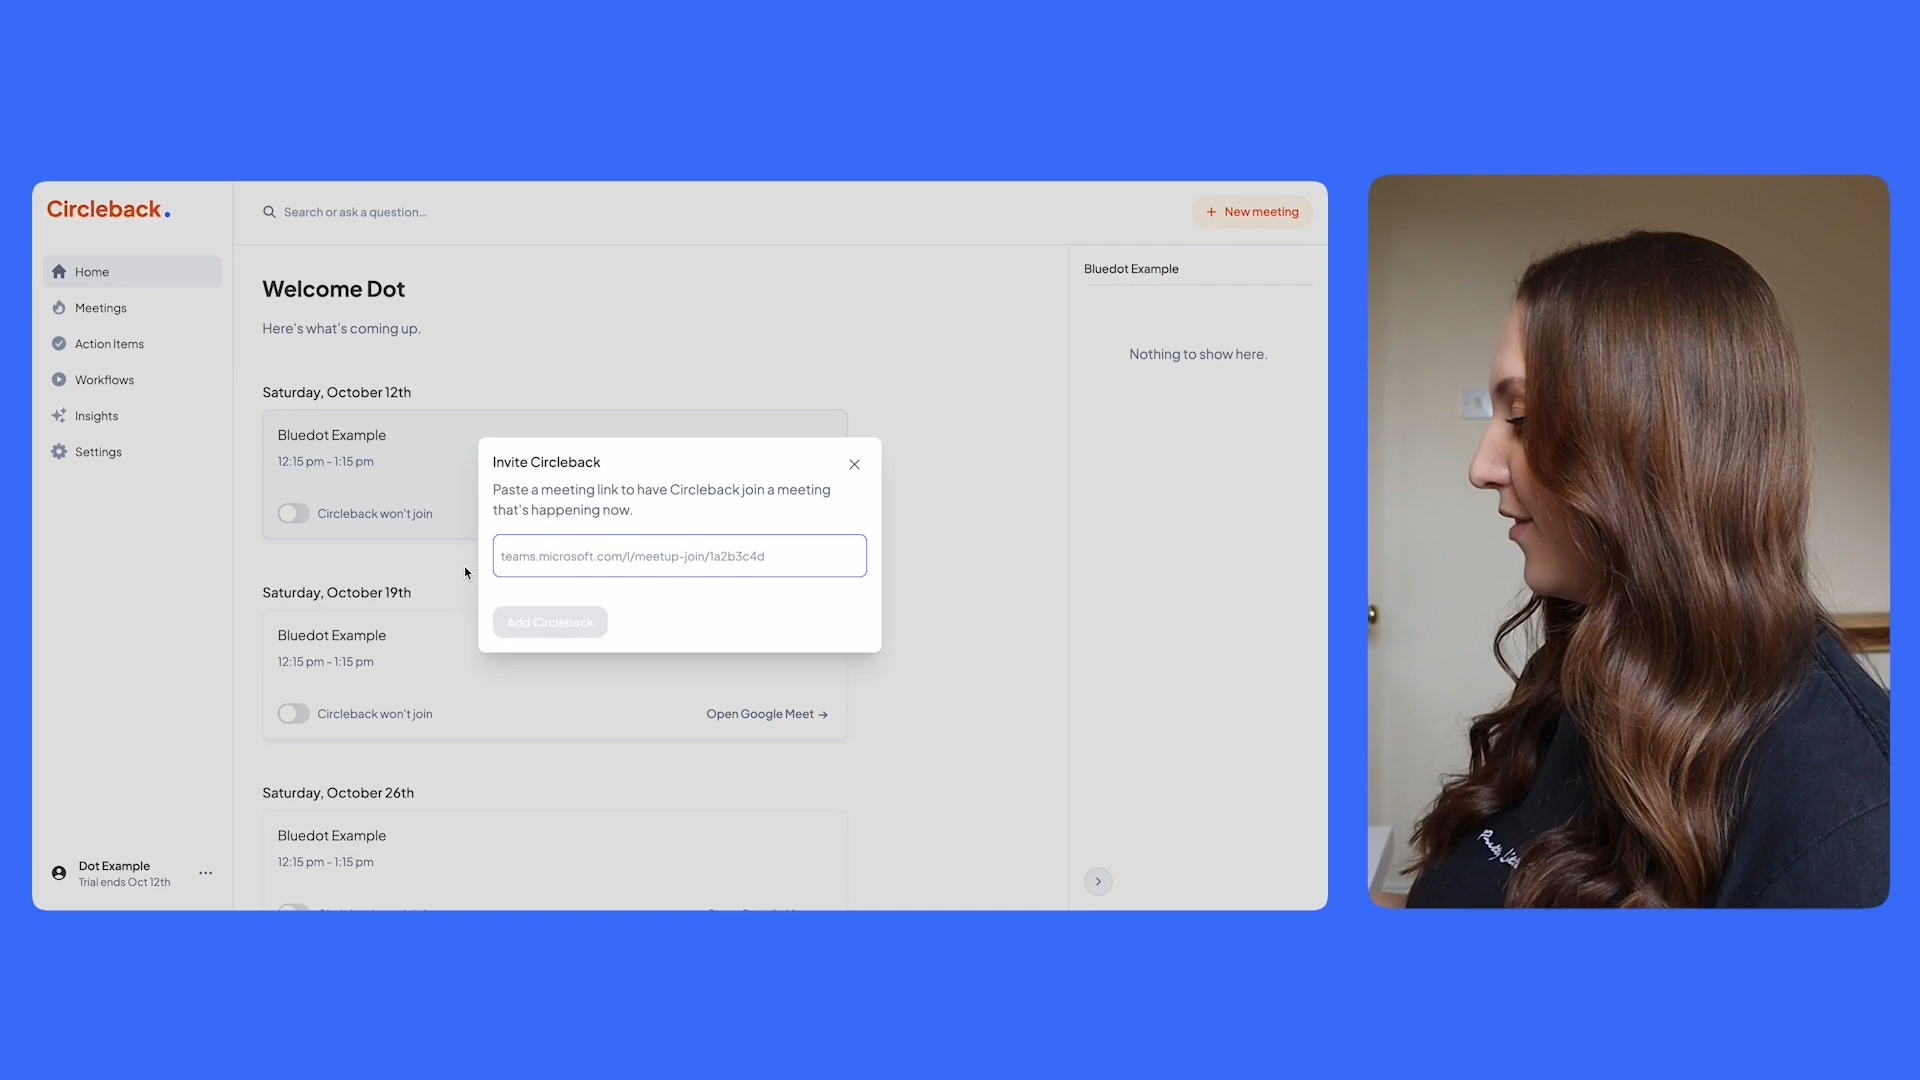 Circleback.
Search or ask a question...
+ New meeting
Home
Meetings
Action Items
Workflows
Insights
Settings
Dot Example
Trial ends Oct 12th
Welcome Dot
Here's what's coming up.
Saturday, October 12th
Bluedot Example
12:15 pm - 1:15 pm
Circleback won't join
Saturday, October 19th
Bluedot Example
12:15 pm - 1:15 pm
Circleback won't join
Open Google Meet →
Saturday, October 26th
Bluedot Example
12:15 pm - 1:15 pm
Invite Circleback
Paste a meeting link to have Circleback join a meeting
that's happening now.
teams.microsoft.com/l/meetup-join/1a2b3c4d
Add Circleback
Bluedot Example
Nothing to show here.